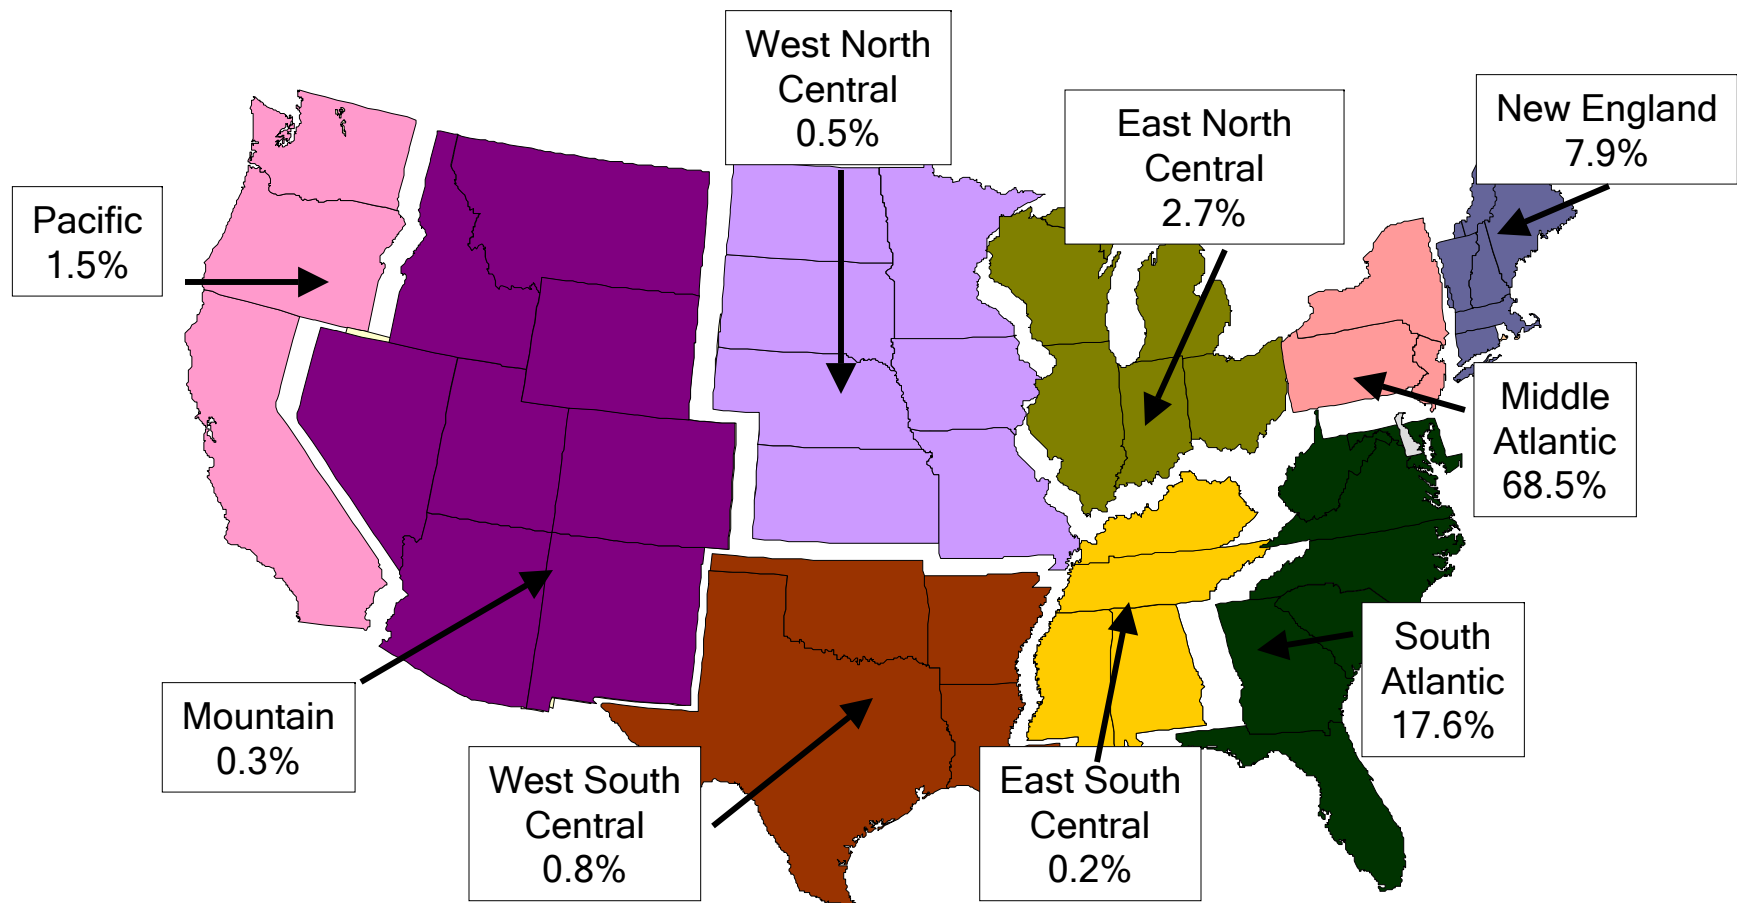 West North
Central
0.5%
East North
Central
2.7%
New England
7.9%
Pacific
1.5%
Middle
Atlantic
68.5%
South
Atlantic
17.6%
Mountain
0.3%
West South
Central
0.8%
East South
Central
0.2%